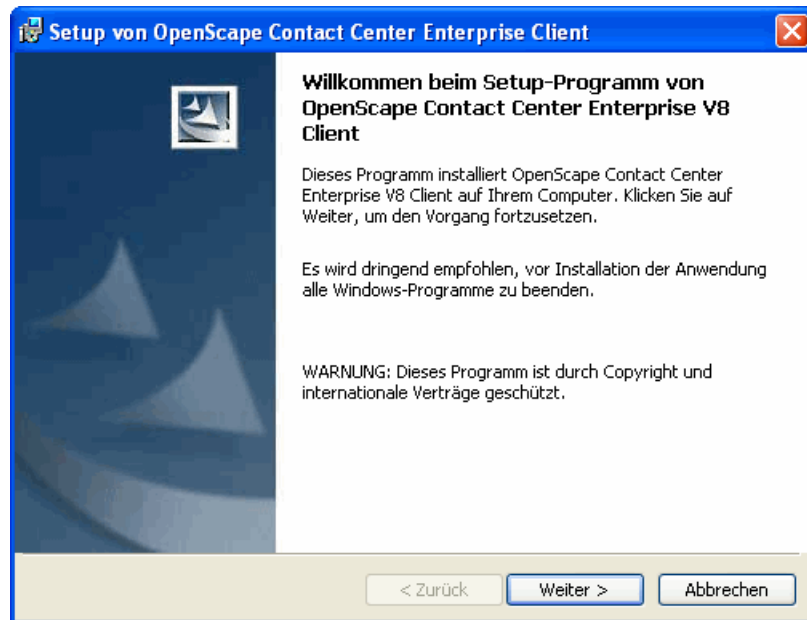 Setup von OpenScape Contact Center Enterprise Client
Willkommen beim Setup-Programm von
OpenScape Contact Center Enterprise V8
Client
Dieses Programm installiert OpenScape Contact Center
Enterprise V8 Client auf Ihrem Computer. Klicken Sie auf
Weiter, um den Vorgang fortzusetzen.
Es wird dringend empfohlen, vor Installation der Anwendung
alle Windows-Programme zu beenden.
WARNUNG: Dieses Programm ist durch Copyright und
internationale Verträge geschützt.
< Zurück
Weiter >
Abbrechen